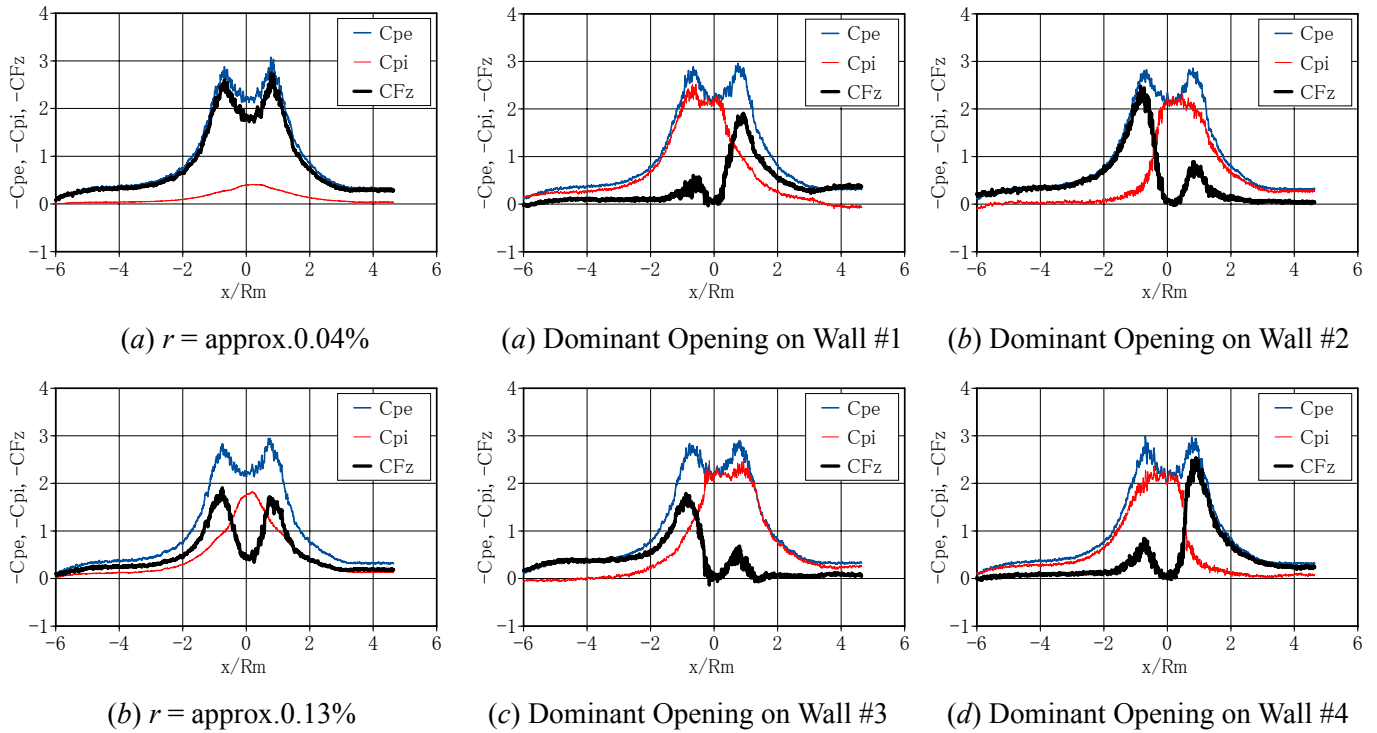 4
3
2
1
0
-1
-Cpe, -Cpi, -CFz
-6 -4 -2 0 2 4 6
x/Rm
Cpe
Cpi
CFz
(a) r = approx.0.04%
4
3
2
1
0
-1
-Cpe, -Cpi, -CFz
-6 -4 -2 0 2 4 6
x/Rm
Cpe
Cpi
CFz
(a) Dominant Opening on Wall #1
4
3
2
1
0
-1
-Cpe, -Cpi, -CFz
-6 -4 -2 0 2 4 6
x/Rm
Cpe
Cpi
CFz
(b) Dominant Opening on Wall #2
4
3
2
1
0
-1
-Cpe, -Cpi, -CFz
-6 -4 -2 0 2 4 6
x/Rm
Cpe
Cpi
CFz
(b) r = approx.0.13%
4
3
2
1
0
-1
-Cpe, -Cpi, -CFz
-6 -4 -2 0 2 4 6
x/Rm
Cpe
Cpi
CFz
(c) Dominant Opening on Wall #3
4
3
2
1
0
-1
-Cpe, -Cpi, -CFz
-6 -4 -2 0 2 4 6
x/Rm
Cpe
Cpi
CFz
(d) Dominant Opening on Wall #4